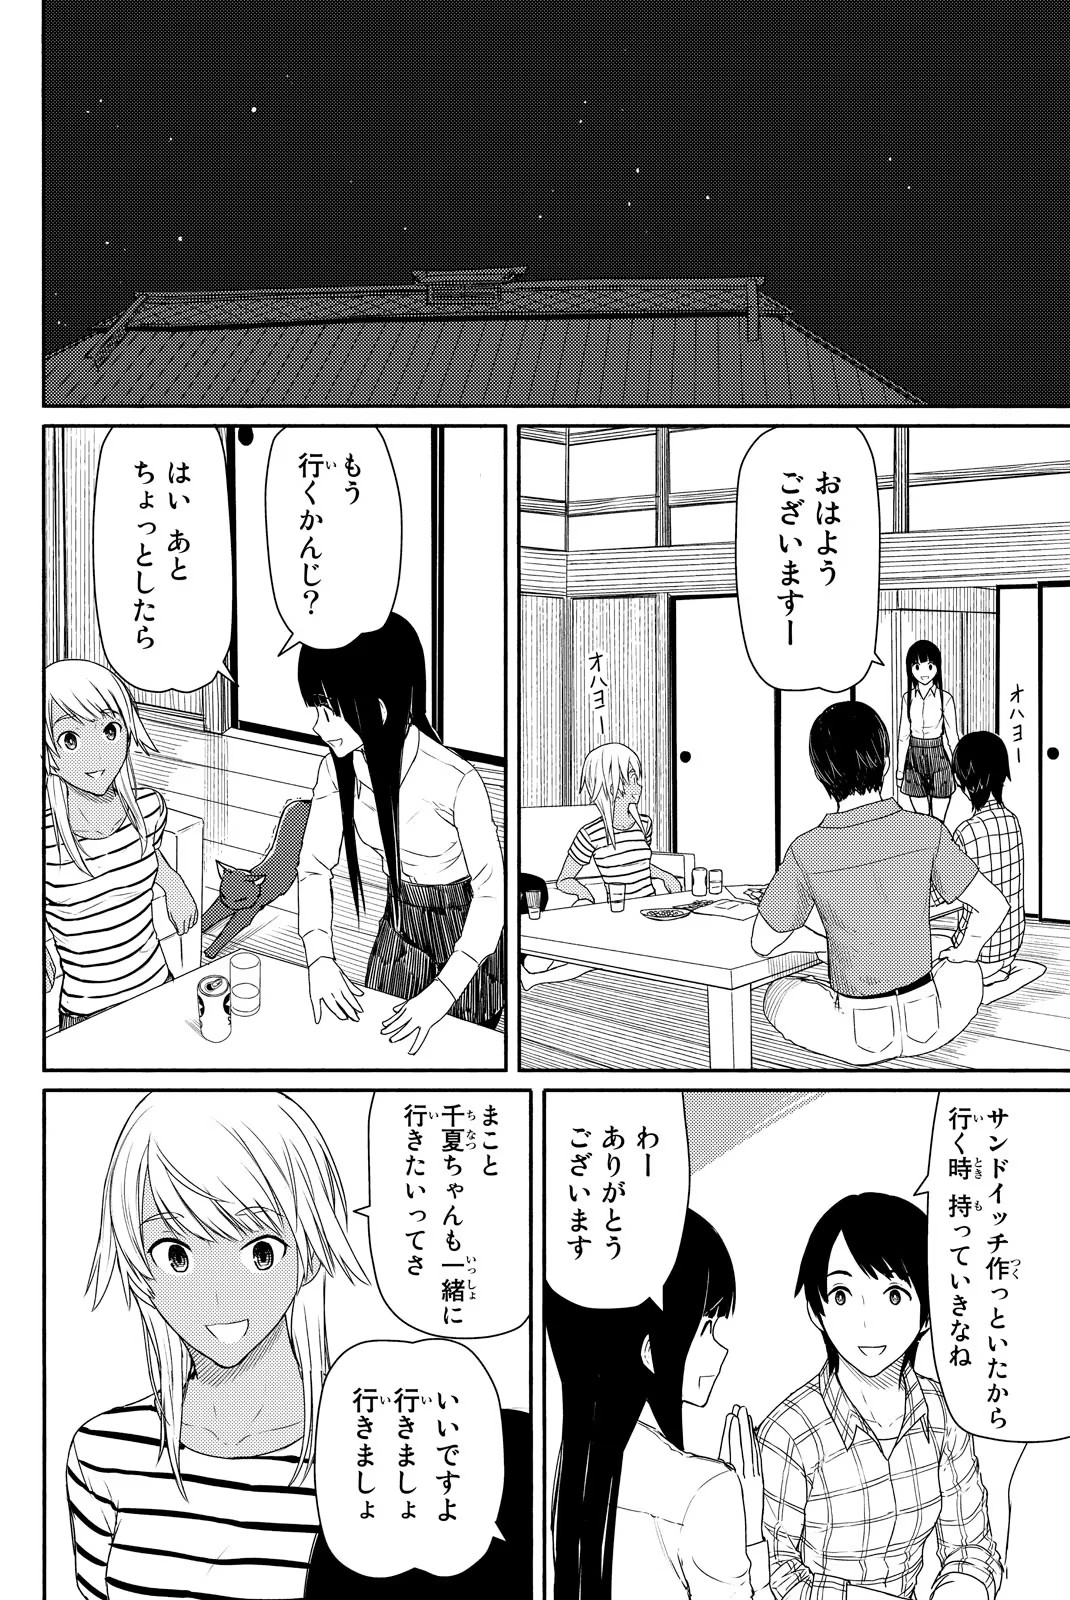 おはよう
ございますー
オハヨー
オハヨー
もう
行くかんじ？
はい あと
ちょっとしたら
サンドイッチ作っといたから
行く時 持っていきなね
わー
ありがとう
ございます
まこと
千夏ちゃんも一緒に
行きたいってさ
いいですよ
行きましょ
行きましょ